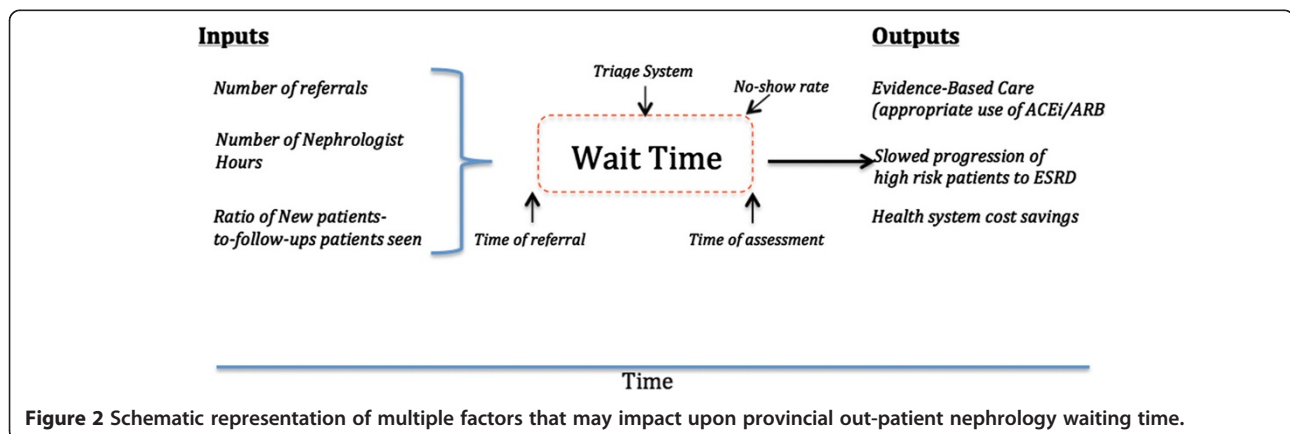 Inputs
Number of referrals
Number of Nephrologist
Hours
Ratio of New patients-
to-follow-ups patients seen
Triage System
No-show rate
Wait Time
Time of referral
Time of assessment
Outputs
Evidence-Based Care
(appropriate use of ACEi/ARB
Slowed progression of
high risk patients to ESRD
Health system cost savings
Time
Figure 2 Schematic representation of multiple factors that may impact upon provincial out-patient nephrology waiting time.